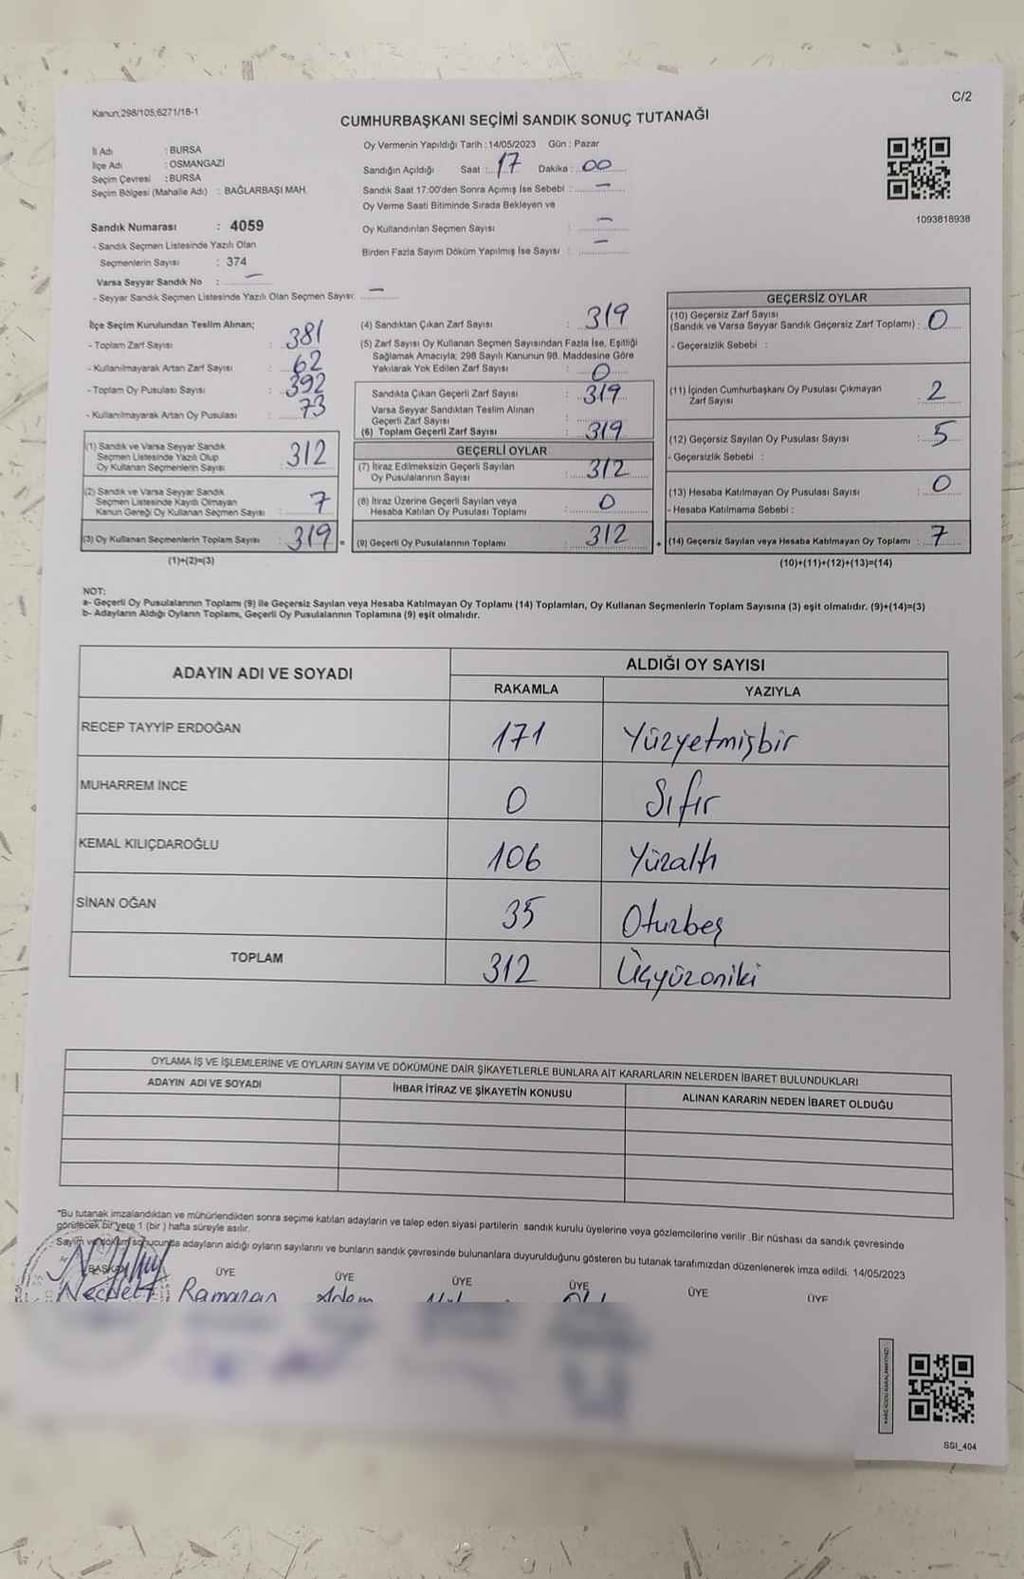 Kanun;298/105;6271/18-1
C/2
CUMHURBAŞKANI SEÇİMİ SANDIK SONUÇ TUTANAĞI
İl Adı : BURSA
İlçe Adı : OSMANGAZİ
Seçim Çevresi : BURSA
Seçim Bölgesi (Mahalle Adı) : BAĞLARBAŞI MAH.
Oy Vermenin Yapıldığı Tarih : 14/05/2023 Gün : Pazar
Sandığın Açıldığı Saat : 17 Dakika : 00
Sandık Saat 17:00'den Sonra Açmış İse Sebebi : —
Oy Verme Saati Bitiminde Sırada Bekleyen ve
Oy Kullandırılan Seçmen Sayısı : —
Birden Fazla Sayım Döküm Yapılmış İse Sayısı : —
1093818938
Sandık Numarası : 4059
- Sandık Seçmen Listesinde Yazılı Olan
Seçmenlerin Sayısı : 374
Varsa Seyyar Sandık No : —
- Seyyar Sandık Seçmen Listesinde Yazılı Olan Seçmen Sayısı: —
İlçe Seçim Kurulundan Teslim Alınan;
- Toplam Zarf Sayısı : 381
- Kullanılmayarak Artan Zarf Sayısı : 62
- Toplam Oy Pusulası Sayısı : 392
- Kullanılmayarak Artan Oy Pusulası : 73
(1) Sandık ve Varsa Seyyar Sandık
Seçmen Listesinde Yazılı Olup
Oy Kullanan Seçmenlerin Sayısı : 312
(2) Sandık ve Varsa Seyyar Sandık
Seçmen Listesinde Kayıtlı Olmayan
Kanun Gereği Oy Kullanan Seçmen Sayısı : 7
(3) Oy Kullanan Seçmenlerin Toplam Sayısı : 319 =
(1)+(2)=(3)
(4) Sandıktan Çıkan Zarf Sayısı : 319
(5) Zarf Sayısı Oy Kullanan Seçmen Sayısından Fazla İse, Eşitliği
Sağlamak Amacıyla; 298 Sayılı Kanunun 98. Maddesine Göre
Yakılarak Yok Edilen Zarf Sayısı : 0
Sandıkta Çıkan Geçerli Zarf Sayısı : 319
Varsa Seyyar Sandıktan Teslim Alınan
Geçerli Zarf Sayısı :
(6) Toplam Geçerli Zarf Sayısı : 319
GEÇERLİ OYLAR
(7) İtiraz Edilmeksizin Geçerli Sayılan
Oy Pusulalarının Sayısı : 312
(8) İtiraz Üzerine Geçerli Sayılan veya
Hesaba Katılan Oy Pusulası Toplamı : 0
(9) Geçerli Oy Pusulalarının Toplamı : 312 +
GEÇERSİZ OYLAR
(10) Geçersiz Zarf Sayısı
(Sandık ve Varsa Seyyar Sandık Geçersiz Zarf Toplamı) : 0
- Geçersizlik Sebebi :
(11) İçinden Cumhurbaşkanı Oy Pusulası Çıkmayan
Zarf Sayısı : 2
(12) Geçersiz Sayılan Oy Pusulası Sayısı : 5
- Geçersizlik Sebebi :
(13) Hesaba Katılmayan Oy Pusulası Sayısı : 0
- Hesaba Katılmama Sebebi :
(14) Geçersiz Sayılan veya Hesaba Katılmayan Oy Toplamı : 7
(10)+(11)+(12)+(13)=(14)
NOT:
a- Geçerli Oy Pusulalarının Toplamı (9) ile Geçersiz Sayılan veya Hesaba Katılmayan Oy Toplamı (14) Toplamları, Oy Kullanan Seçmenlerin Toplam Sayısına (3) eşit olmalıdır. (9)+(14)=(3)
b- Adayların Aldığı Oyların Toplamı, Geçerli Oy Pusulalarının Toplamına (9) eşit olmalıdır.
ADAYIN ADI VE SOYADI
ALDIĞI OY SAYISI
RAKAMLA YAZIYLA
RECEP TAYYİP ERDOĞAN 171 Yüzyetmişbir
MUHARREM İNCE 0 Sıfır
KEMAL KILIÇDAROĞLU 106 Yüzaltı
SİNAN OĞAN 35 Otuzbeş
TOPLAM 312 Üçyüzoniki
OYLAMA İŞ VE İŞLEMLERİNE VE OYLARIN SAYIM VE DÖKÜMÜNE DAİR ŞİKAYETLERLE BUNLARA AİT KARARLARIN NELERDEN İBARET BULUNDUKLARI
ADAYIN ADI VE SOYADI İHBAR İTİRAZ VE ŞİKAYETİN KONUSU ALINAN KARARIN NEDEN İBARET OLDUĞU
*Bu tutanak imzalandıktan ve mühürlendikden sonra seçime katılan adayların ve talep eden siyasi partilerin sandık kurulu üyelerine veya gözlemcilerine verilir. Bir nüshası da sandık çevresinde
görülecek bir yere 1 (bir) hafta süreyle asılır.
Sayım ve döküm sonucunda adayların aldığı oyların sayılarını ve bunların sandık çevresinde bulunanlara duyurulduğunu gösteren bu tutanak tarafımızdan düzenlenerek imza edildi. 14/05/2023
BAŞKAN ÜYE ÜYE ÜYE ÜYE ÜYE ÜYE
Ramazan
SGI_404